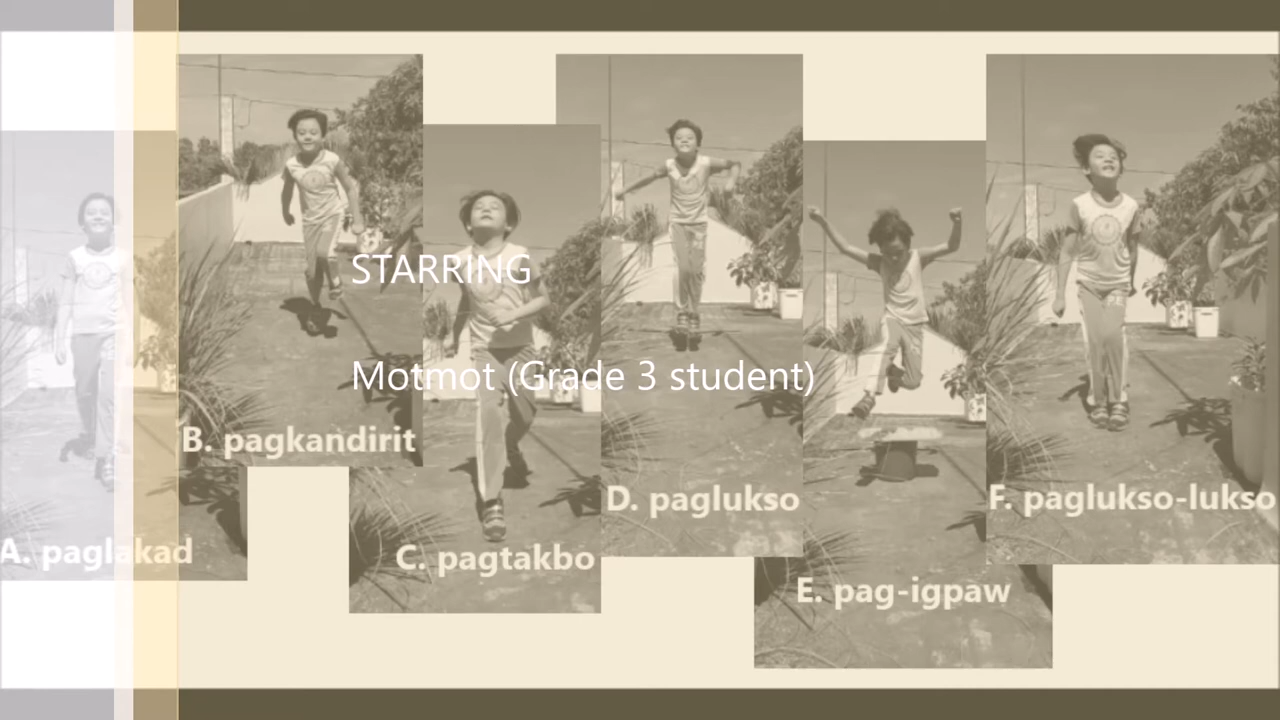 STARRING
Motmot (Grade 3 student)
A. paglakad
B. pagkandirit
C. pagtakbo
D. paglukso
E. pag-igpaw
F. paglukso-lukso